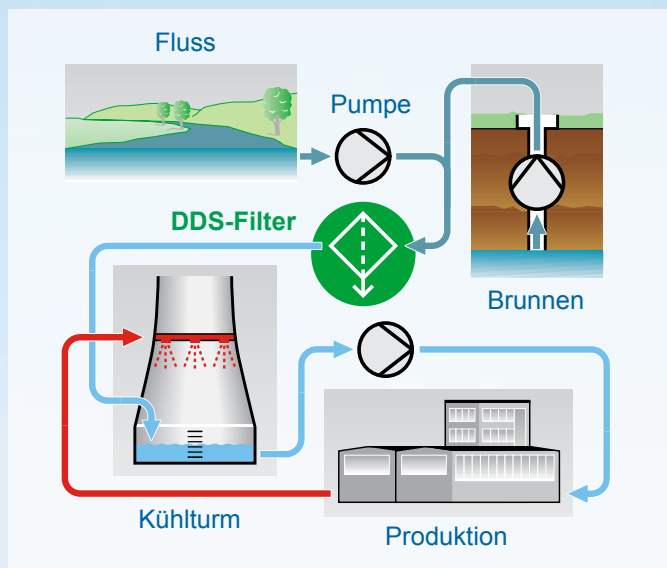 Fluss
Pumpe
DDS-Filter
Brunnen
Kühlturm
Produktion